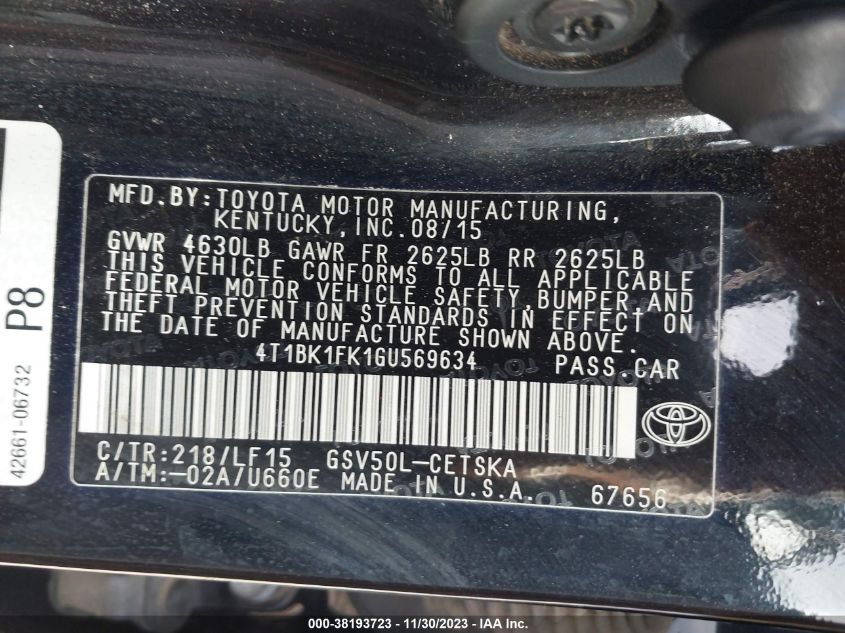 MFD.BY:TOYOTA MOTOR MANUFACTURING,
KENTUCKY,INC.08/15
GVWR 4630LB GAWR FR 2625LB RR 2625LB
THIS VEHICLE CONFORMS TO ALL APPLICABLE
FEDERAL MOTOR VEHICLE SAFETY,BUMPER,AND
THEFT PREVENTION STANDARDS IN EFFECT ON
THE DATE OF MANUFACTURE SHOWN ABOVE.
4T1BK1FK1GU569634 PASS.CAR
C/TR:218/LF15 GSV50L-CETSKA
A/TM:-02A/U660E MADE IN U.S.A. 67656
42661-06732 P8
000-38193723 - 11/30/2023 - IAA Inc.